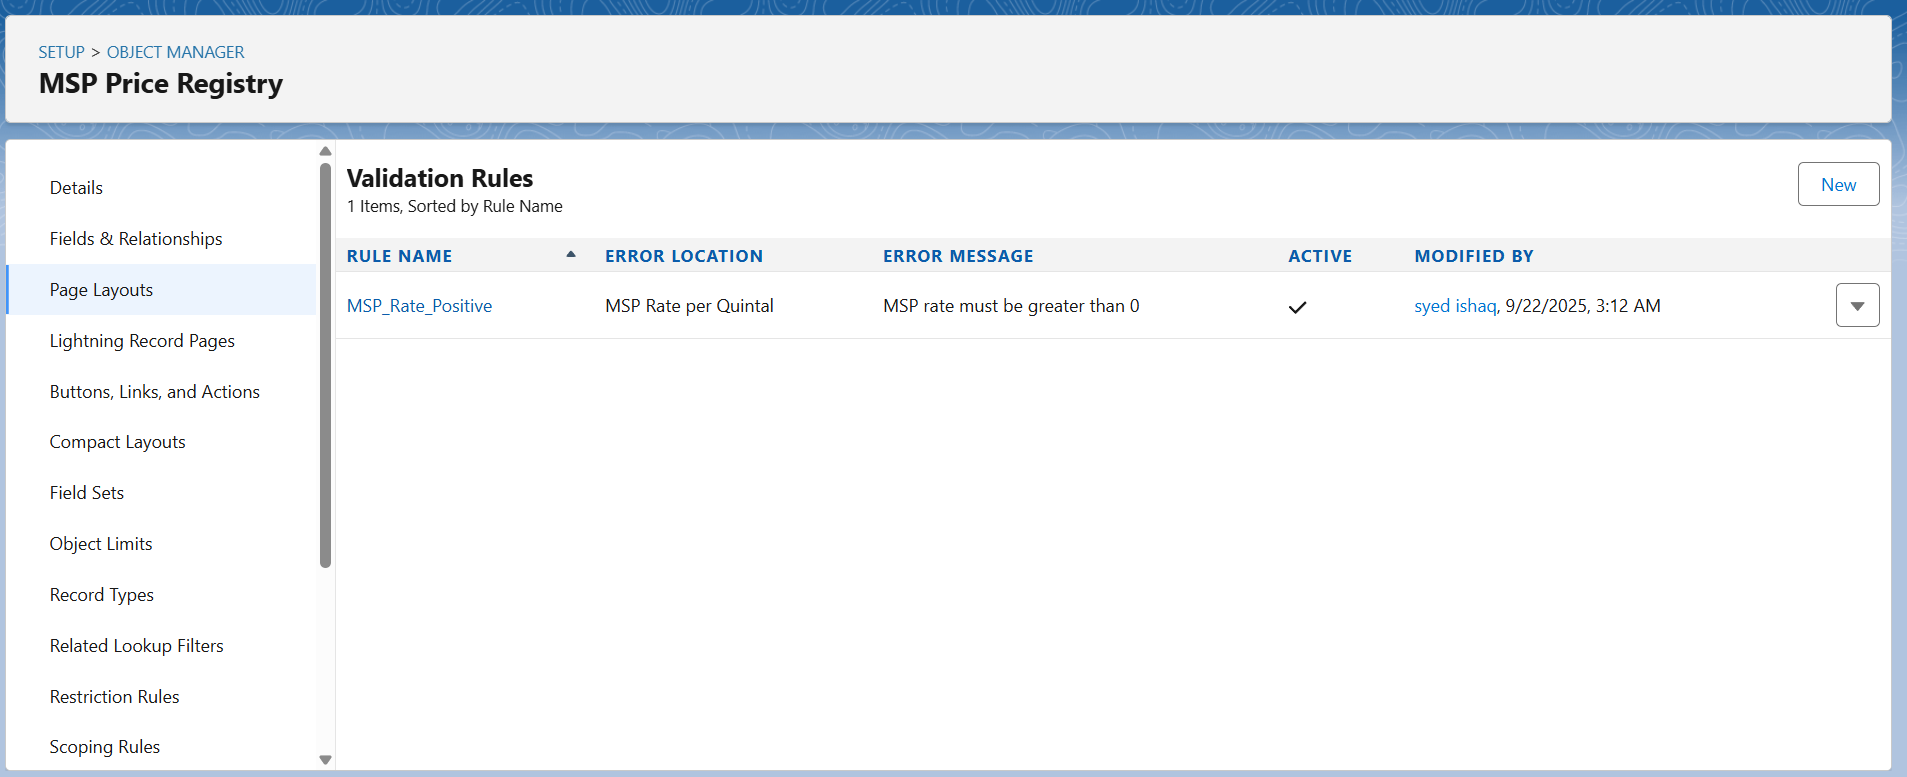 SETUP > OBJECT MANAGER
MSP Price Registry
Details
Fields & Relationships
Page Layouts
Lightning Record Pages
Buttons, Links, and Actions
Compact Layouts
Field Sets
Object Limits
Record Types
Related Lookup Filters
Restriction Rules
Scoping Rules
Validation Rules
1 Items, Sorted by Rule Name
New
RULE NAME ERROR LOCATION ERROR MESSAGE ACTIVE MODIFIED BY
MSP_Rate_Positive MSP Rate per Quintal MSP rate must be greater than 0 syed ishaq, 9/22/2025, 3:12 AM